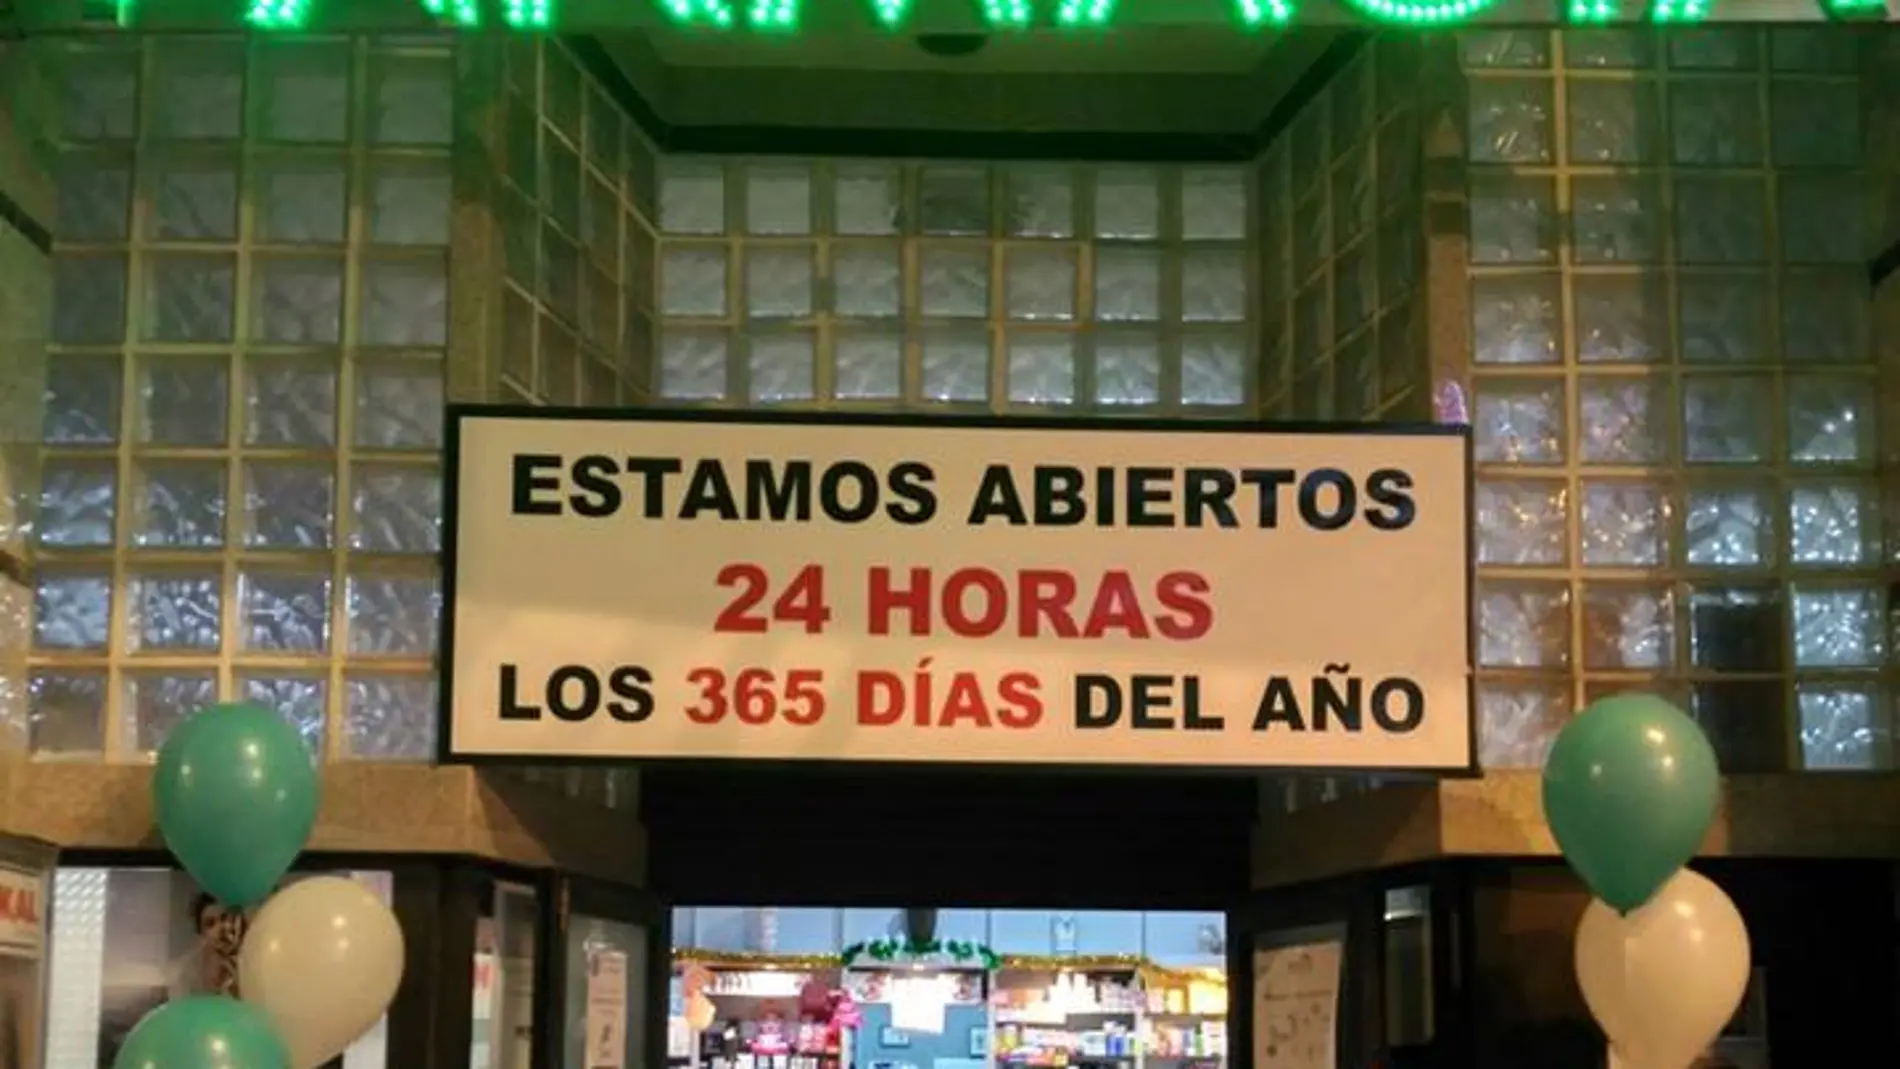 ESTAMOS ABIERTOS
24 HORAS
LOS 365 DÍAS DEL AÑO